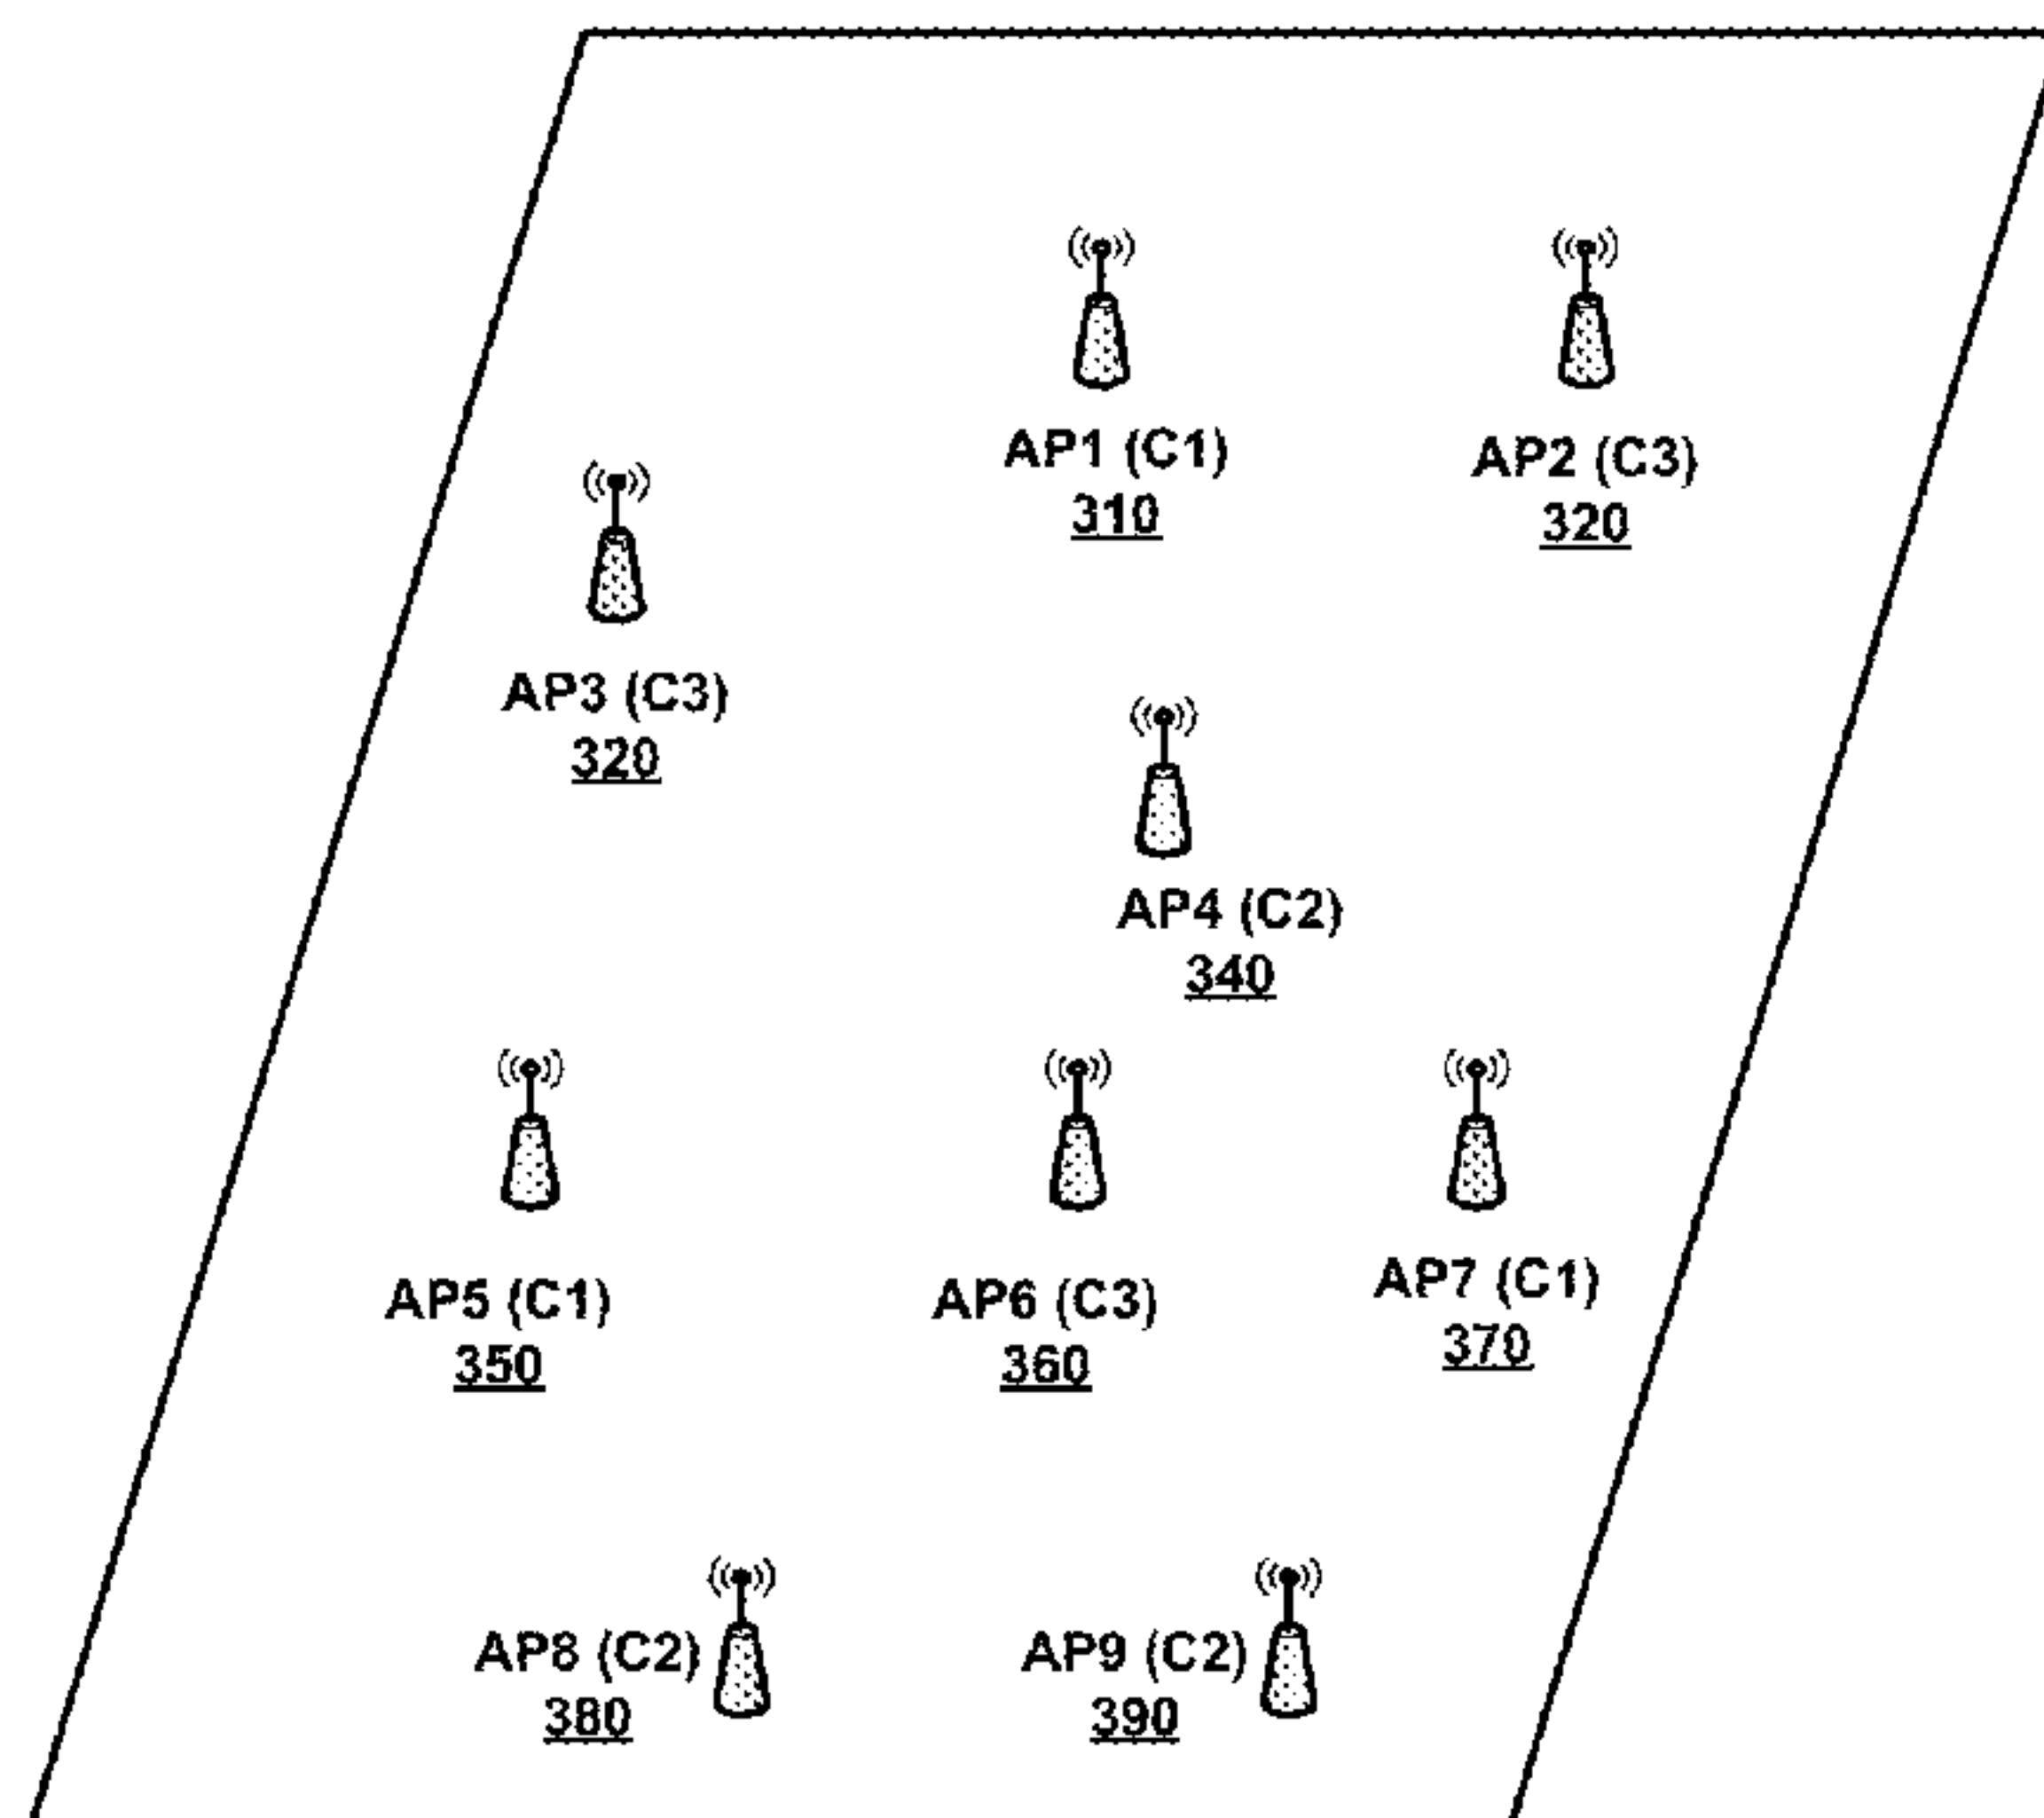 AP1 (C1)
310
AP2 (C3)
320
AP3 (C3)
320
AP4 (C2)
340
AP5 (C1)
350
AP6 (C3)
360
AP7 (C1)
370
AP8 (C2)
380
AP9 (C2)
390